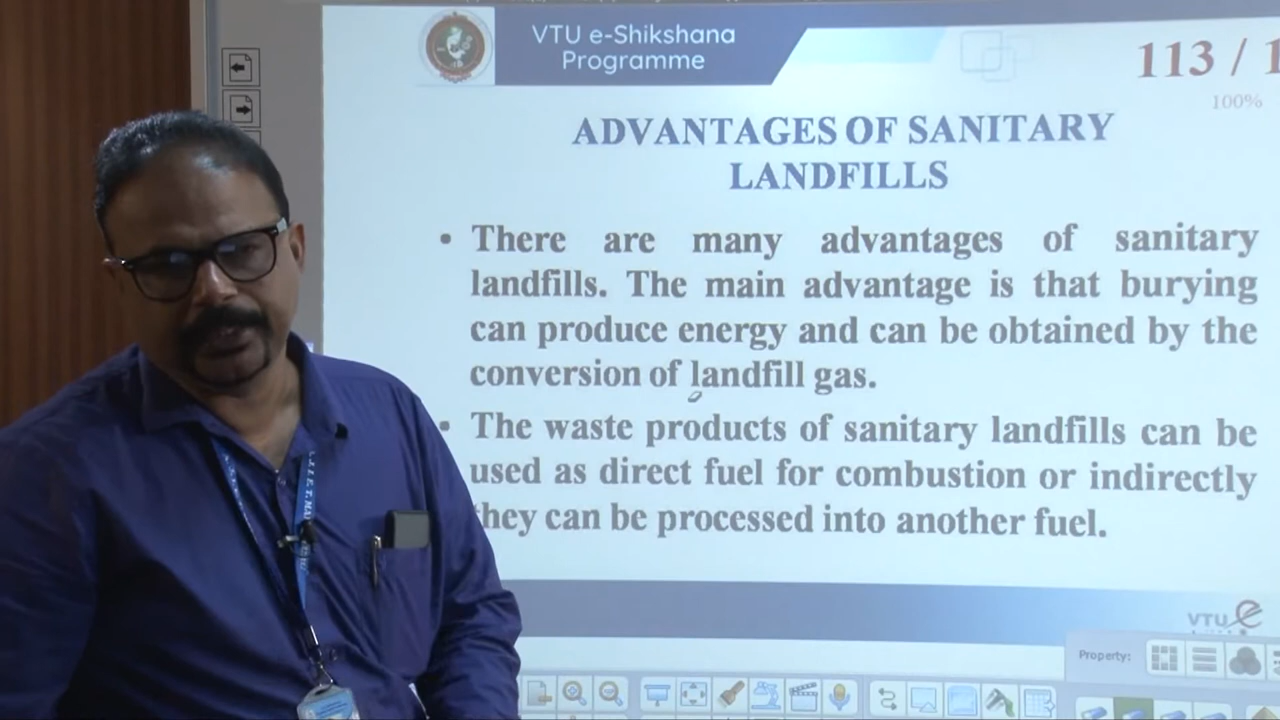 VTU e-Shikshana
Programme
113 / 1
100%
ADVANTAGES OF SANITARY
LANDFILLS
• There are many advantages of sanitary
landfills. The main advantage is that burying
can produce energy and can be obtained by the
conversion of landfill gas.
• The waste products of sanitary landfills can be
used as direct fuel for combustion or indirectly
they can be processed into another fuel.
VTU e
Property: